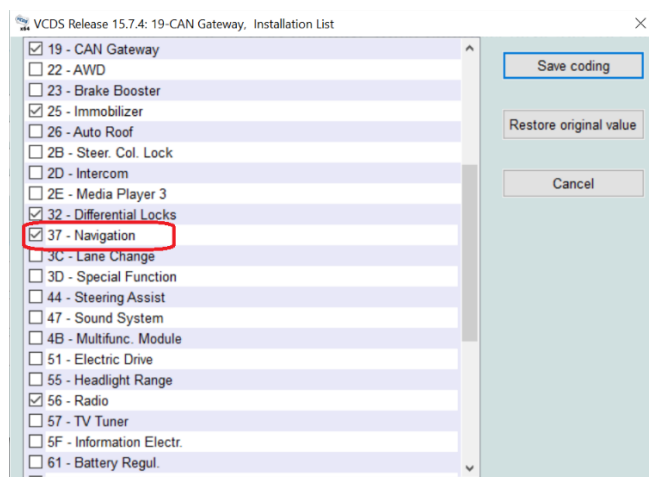 VCDS Release 15.7.4: 19-CAN Gateway, Installation List
19 - CAN Gateway
22 - AWD
23 - Brake Booster
25 - Immobilizer
26 - Auto Roof
2B - Steer. Col. Lock
2D - Intercom
2E - Media Player 3
32 - Differential Locks
37 - Navigation
3C - Lane Change
3D - Special Function
44 - Steering Assist
47 - Sound System
4B - Multifunc. Module
51 - Electric Drive
55 - Headlight Range
56 - Radio
57 - TV Tuner
5F - Information Electr.
61 - Battery Regul.
Save coding
Restore original value
Cancel